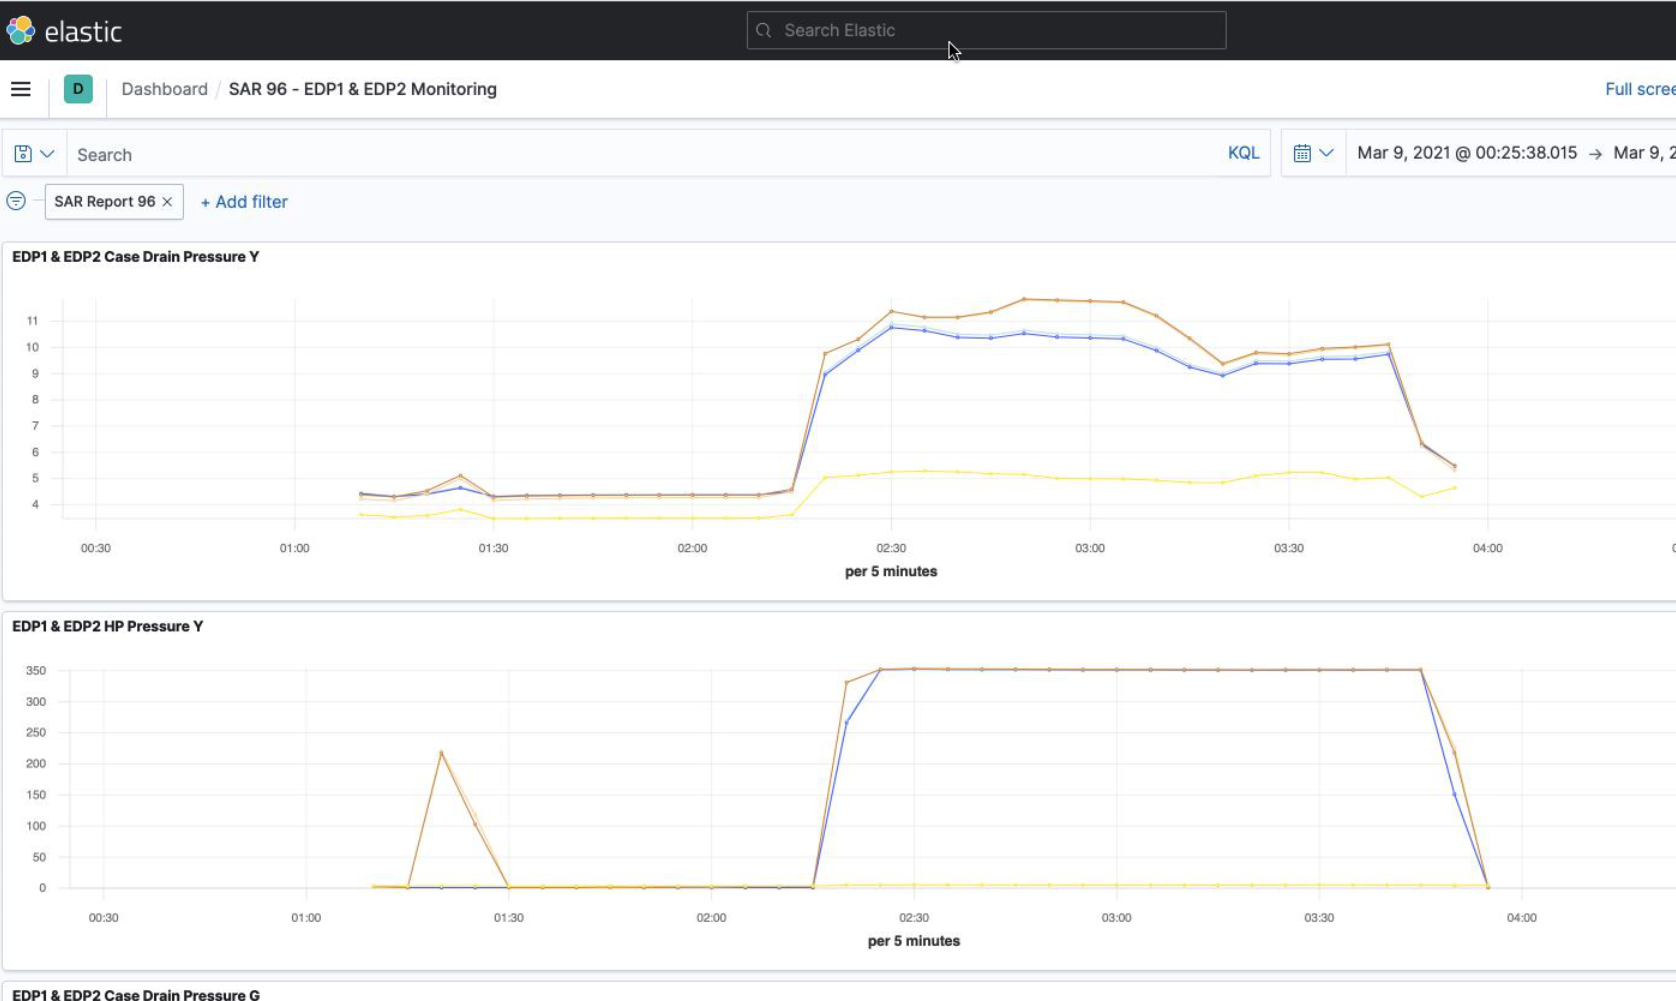 elastic
Search Elastic
D
Dashboard / SAR 96 - EDP1 & EDP2 Monitoring
Full scree
Search
KQL
Mar 9, 2021 @ 00:25:38.015 → Mar 9, 2
SAR Report 96 ×
+ Add filter
EDP1 & EDP2 Case Drain Pressure Y
11
10
9
8
7
6
5
4
00:30 01:00 01:30 02:00 02:30 03:00 03:30 04:00
per 5 minutes
EDP1 & EDP2 HP Pressure Y
350
300
250
200
150
100
50
0
00:30 01:00 01:30 02:00 02:30 03:00 03:30 04:00
per 5 minutes
EDP1 & EDP2 Case Drain Pressure G